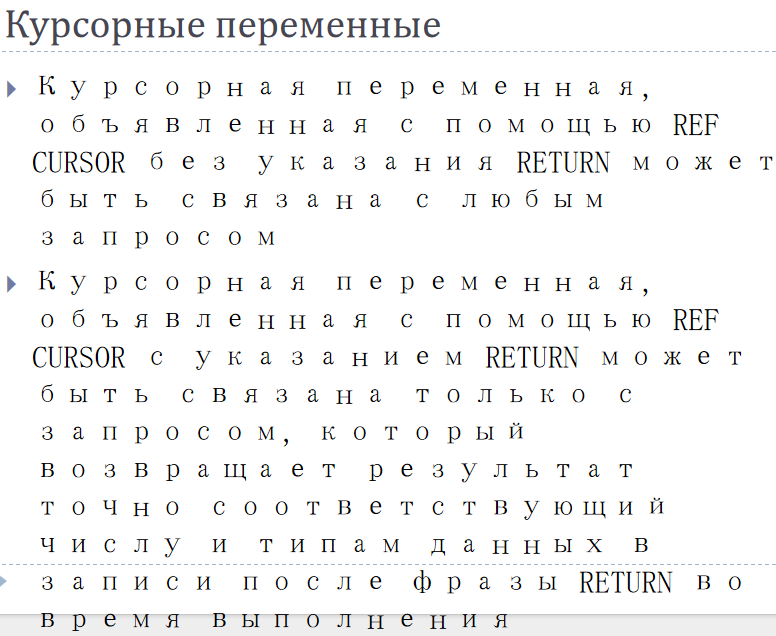 Курсорные переменные
Курсорная переменная,
объявленная с помощью REF
CURSOR без указания RETURN может
быть связана с любым
запросом
Курсорная переменная,
объявленная с помощью REF
CURSOR с указанием RETURN может
быть связана только с
запросом, который
возвращает результат
точно соответствующий
числу и типам данных в
записи после фразы RETURN во
время выполнения